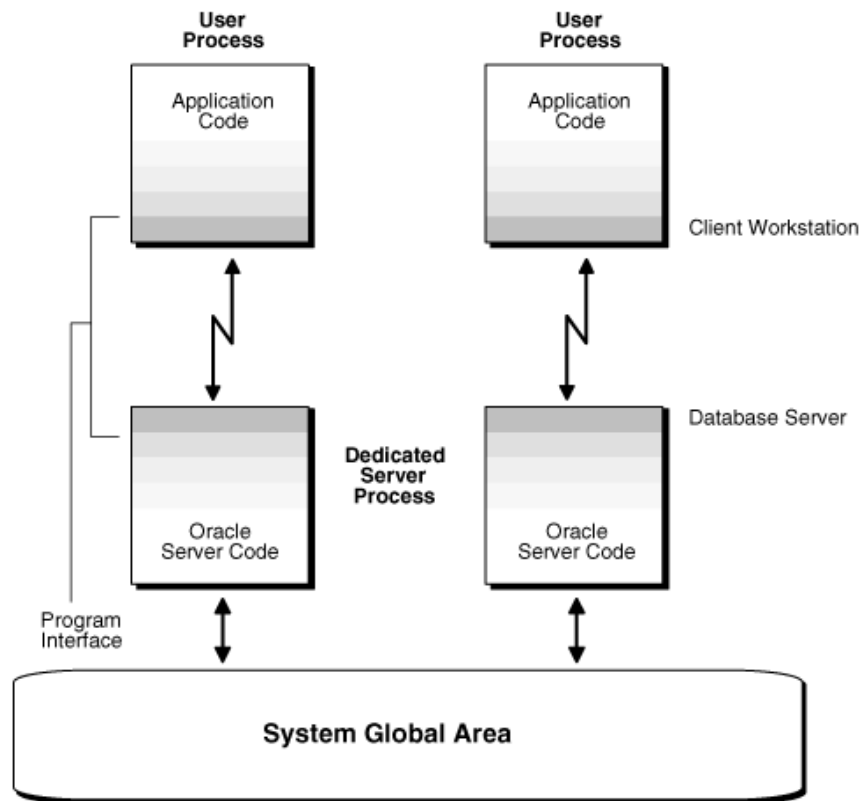 User
Process
User
Process
Application
Code
Application
Code
Client Workstation
Database Server
Dedicated
Server
Process
Oracle
Server Code
Oracle
Server Code
Program
Interface
System Global Area